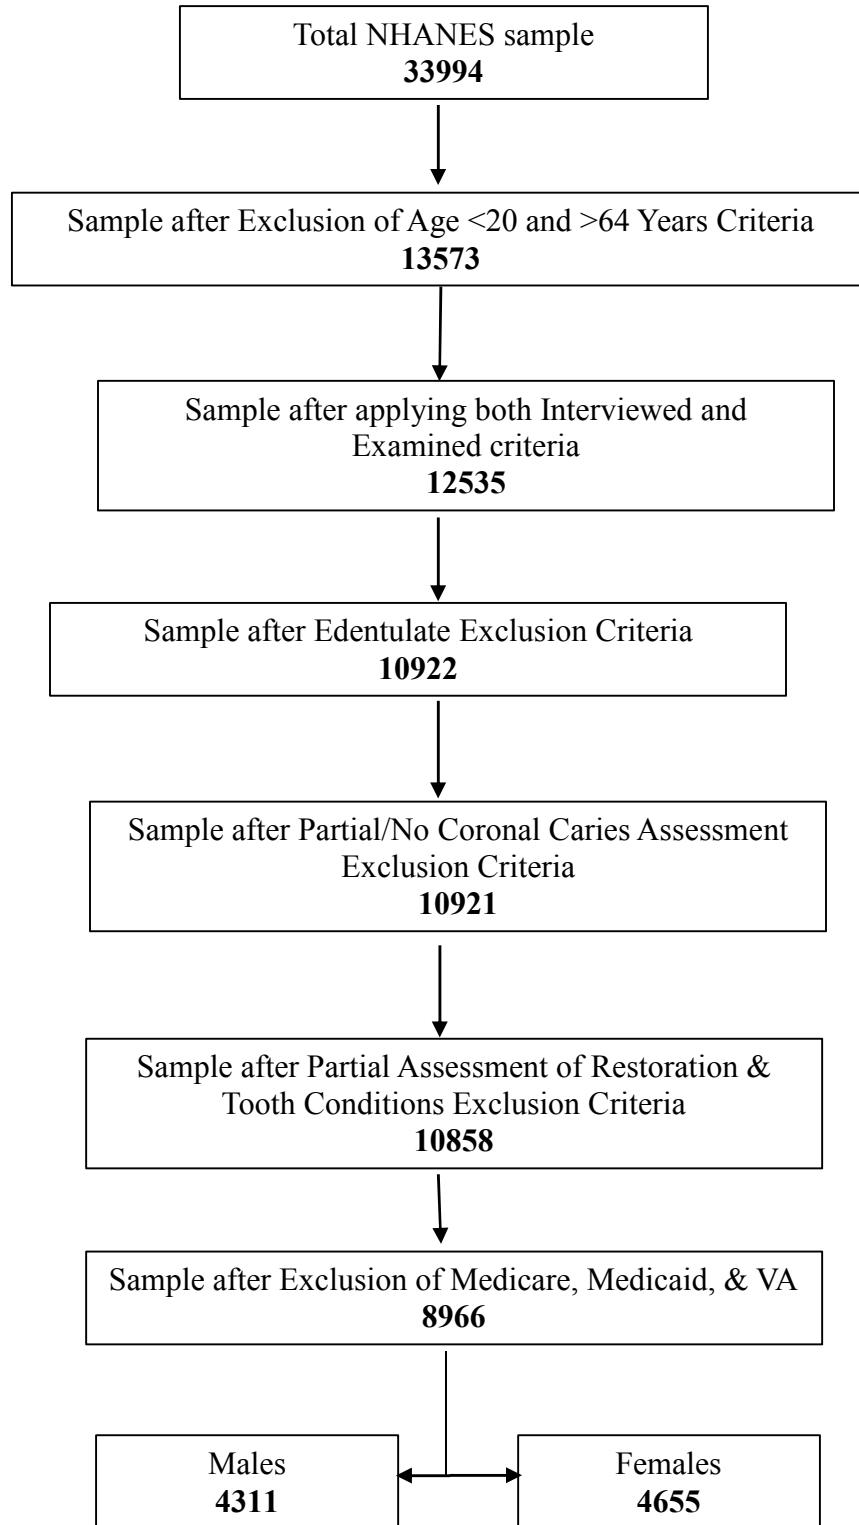 Total NHANES sample
33994
Sample after Exclusion of Age <20 and >64 Years Criteria
13573
Sample after applying both Interviewed and
Examined criteria
12535
Sample after Edentulate Exclusion Criteria
10922
Sample after Partial/No Coronal Caries Assessment
Exclusion Criteria
10921
Sample after Partial Assessment of Restoration &
Tooth Conditions Exclusion Criteria
10858
Sample after Exclusion of Medicare, Medicaid, & VA
8966
Males
4311
Females
4655